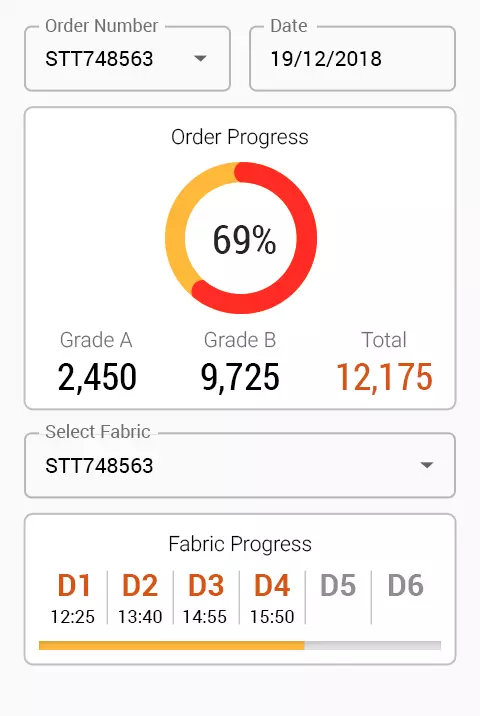 Order Number
Date
STT748563
19/12/2018
Order Progress
69%
Grade A Grade B Total
2,450 9,725 12,175
Select Fabric
STT748563
Fabric Progress
D1 D2 D3 D4 D5 D6
12:25 13:40 14:55 15:50